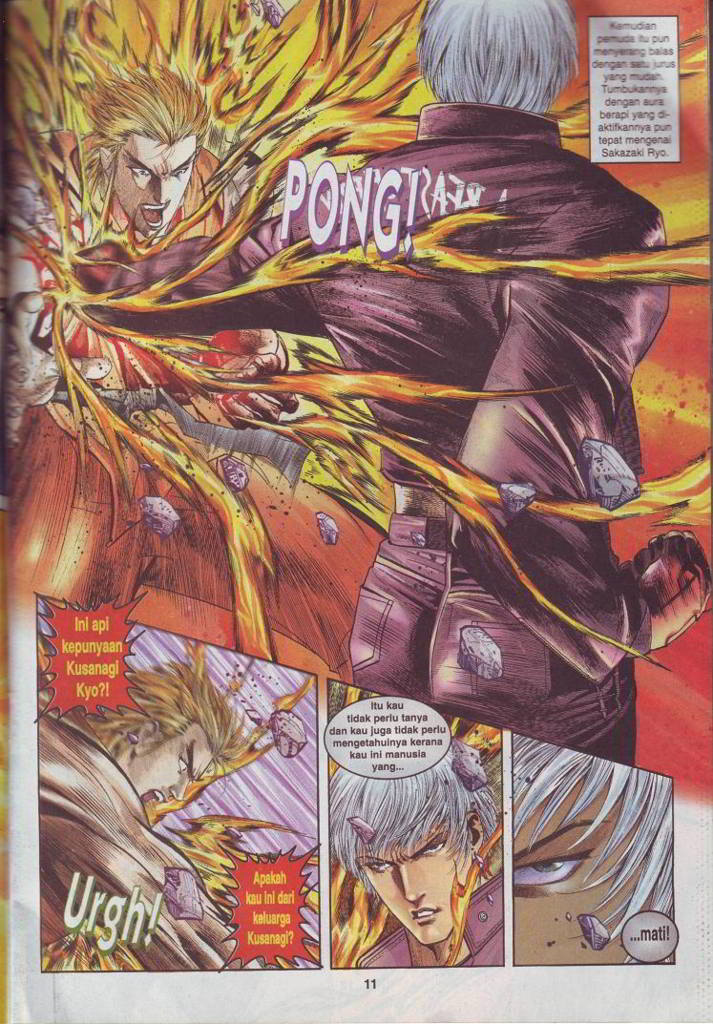 Kemudian
pemuda itu pun
menyerang balas
dengan satu jurus
yang mudah.
Tumbukannya
dengan aura
berapi yang di-
aktifkannya pun
tepat mengenai
Sakazaki Ryo.
PONG!
Ini api
kepunyaan
Kusanagi
Kyo?!
Urgh!
Apakah
kau ini dari
keluarga
Kusanagi?
Itu kau
tidak perlu tanya
dan kau juga tidak perlu
mengetahuinya kerana
kau ini manusia
yang...
...mati!
11